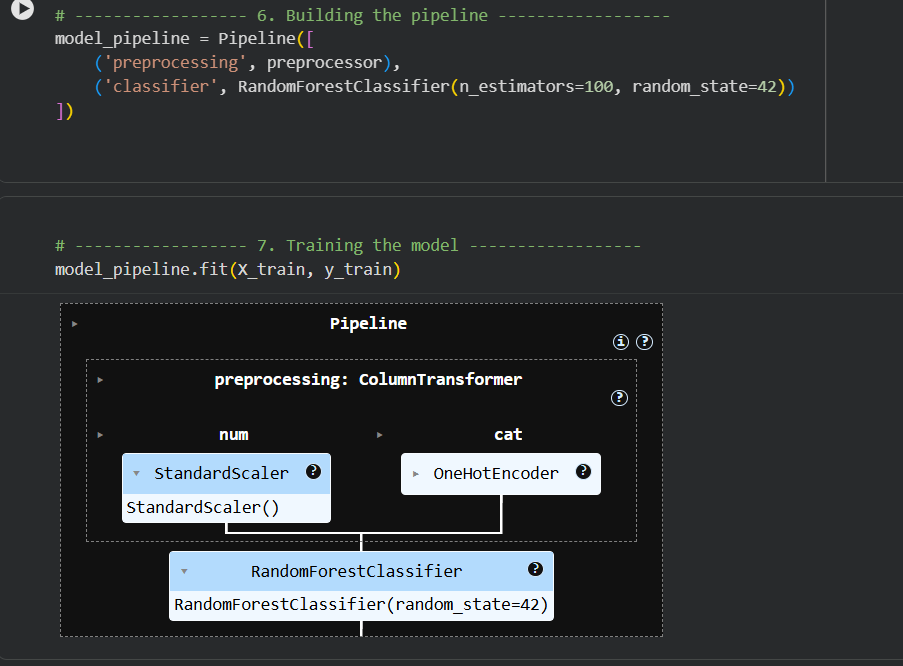 # ------------------ 6. Building the pipeline ------------------
model_pipeline = Pipeline([
    ('preprocessing', preprocessor),
    ('classifier', RandomForestClassifier(n_estimators=100, random_state=42))
])
# ------------------ 7. Training the model ------------------
model_pipeline.fit(X_train, y_train)
Pipeline
i ?
preprocessing: ColumnTransformer
?
num cat
StandardScaler ? OneHotEncoder ?
StandardScaler()
RandomForestClassifier ?
RandomForestClassifier(random_state=42)